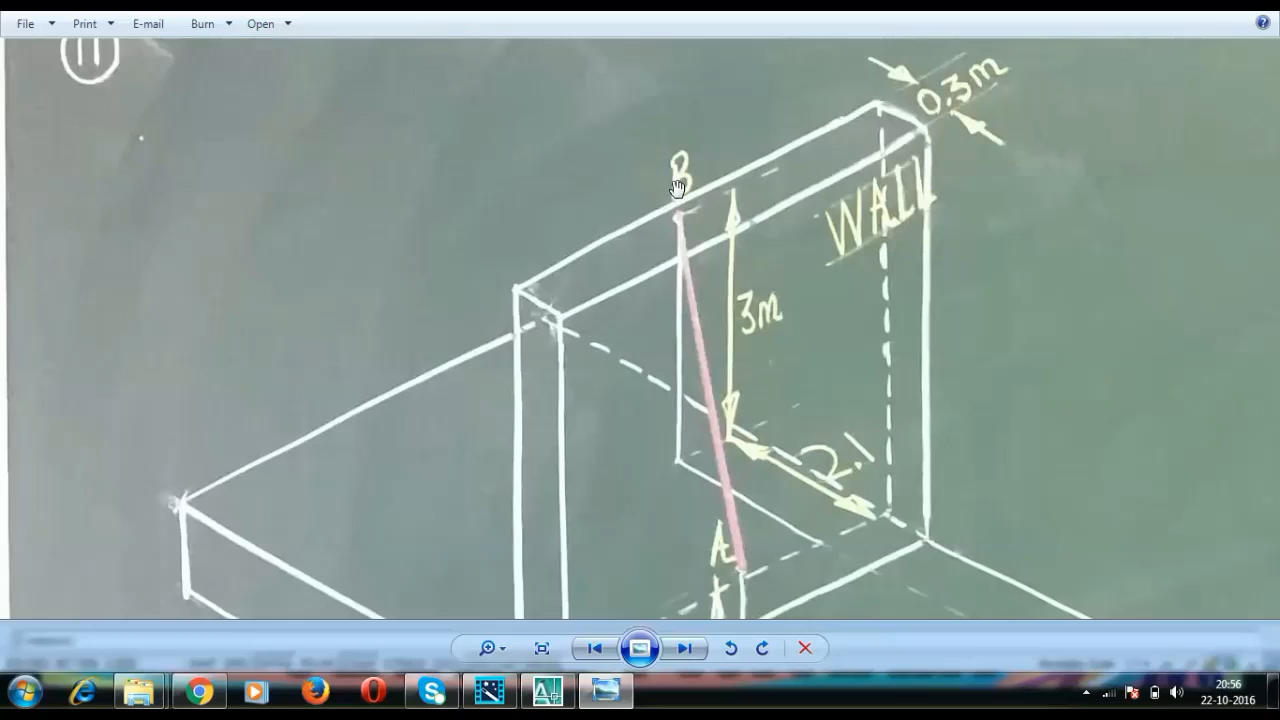 File Print E-mail Burn Open
11
0.3m
B
WALL
3m
2.1
A
20:56
22-10-2016